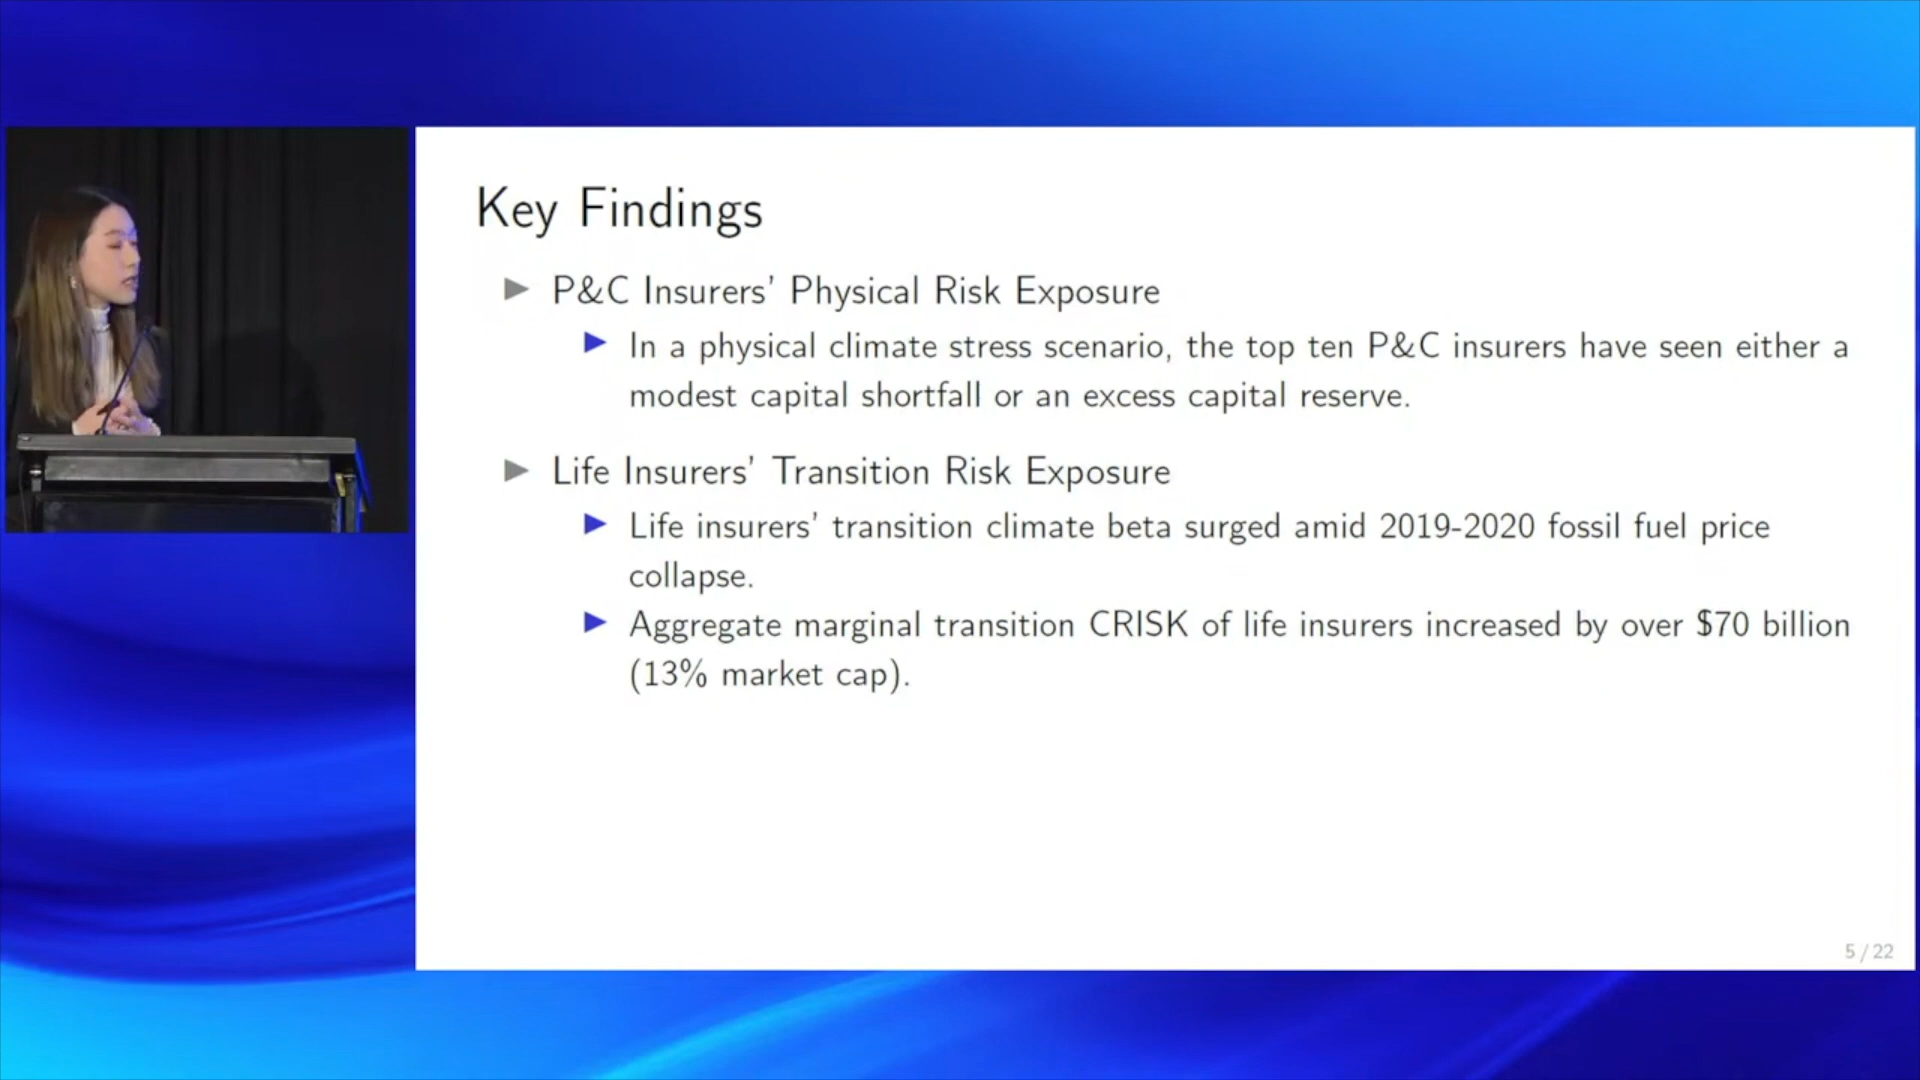 Key Findings
▶ P&C Insurers' Physical Risk Exposure
▶ In a physical climate stress scenario, the top ten P&C insurers have seen either a
modest capital shortfall or an excess capital reserve.
▶ Life Insurers' Transition Risk Exposure
▶ Life insurers' transition climate beta surged amid 2019-2020 fossil fuel price
collapse.
▶ Aggregate marginal transition CRISK of life insurers increased by over $70 billion
(13% market cap).
5 / 22